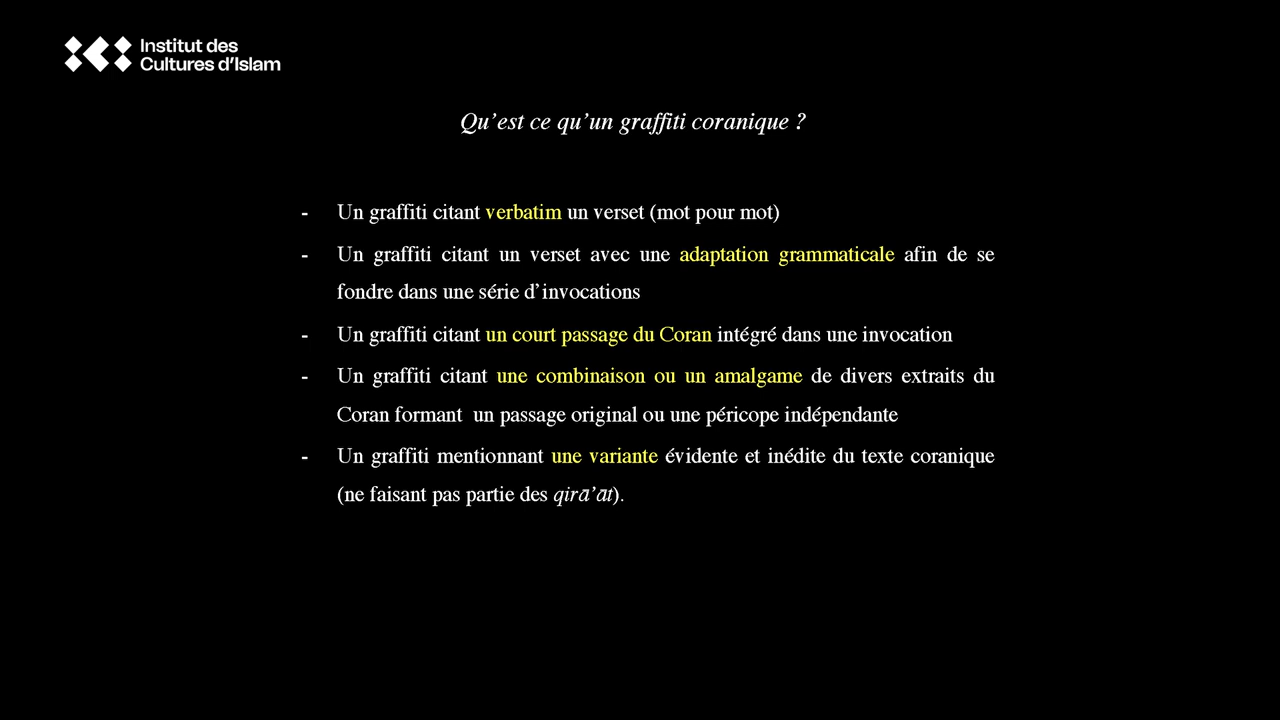 Institut des
Cultures d'Islam
Qu’est ce qu’un graffiti coranique ?
- Un graffiti citant verbatim un verset (mot pour mot)
- Un graffiti citant un verset avec une adaptation grammaticale afin de se
fondre dans une série d’invocations
- Un graffiti citant un court passage du Coran intégré dans une invocation
- Un graffiti citant une combinaison ou un amalgame de divers extraits du
Coran formant  un passage original ou une péricope indépendante
- Un graffiti mentionnant une variante évidente et inédite du texte coranique
(ne faisant pas partie des qirā’āt).